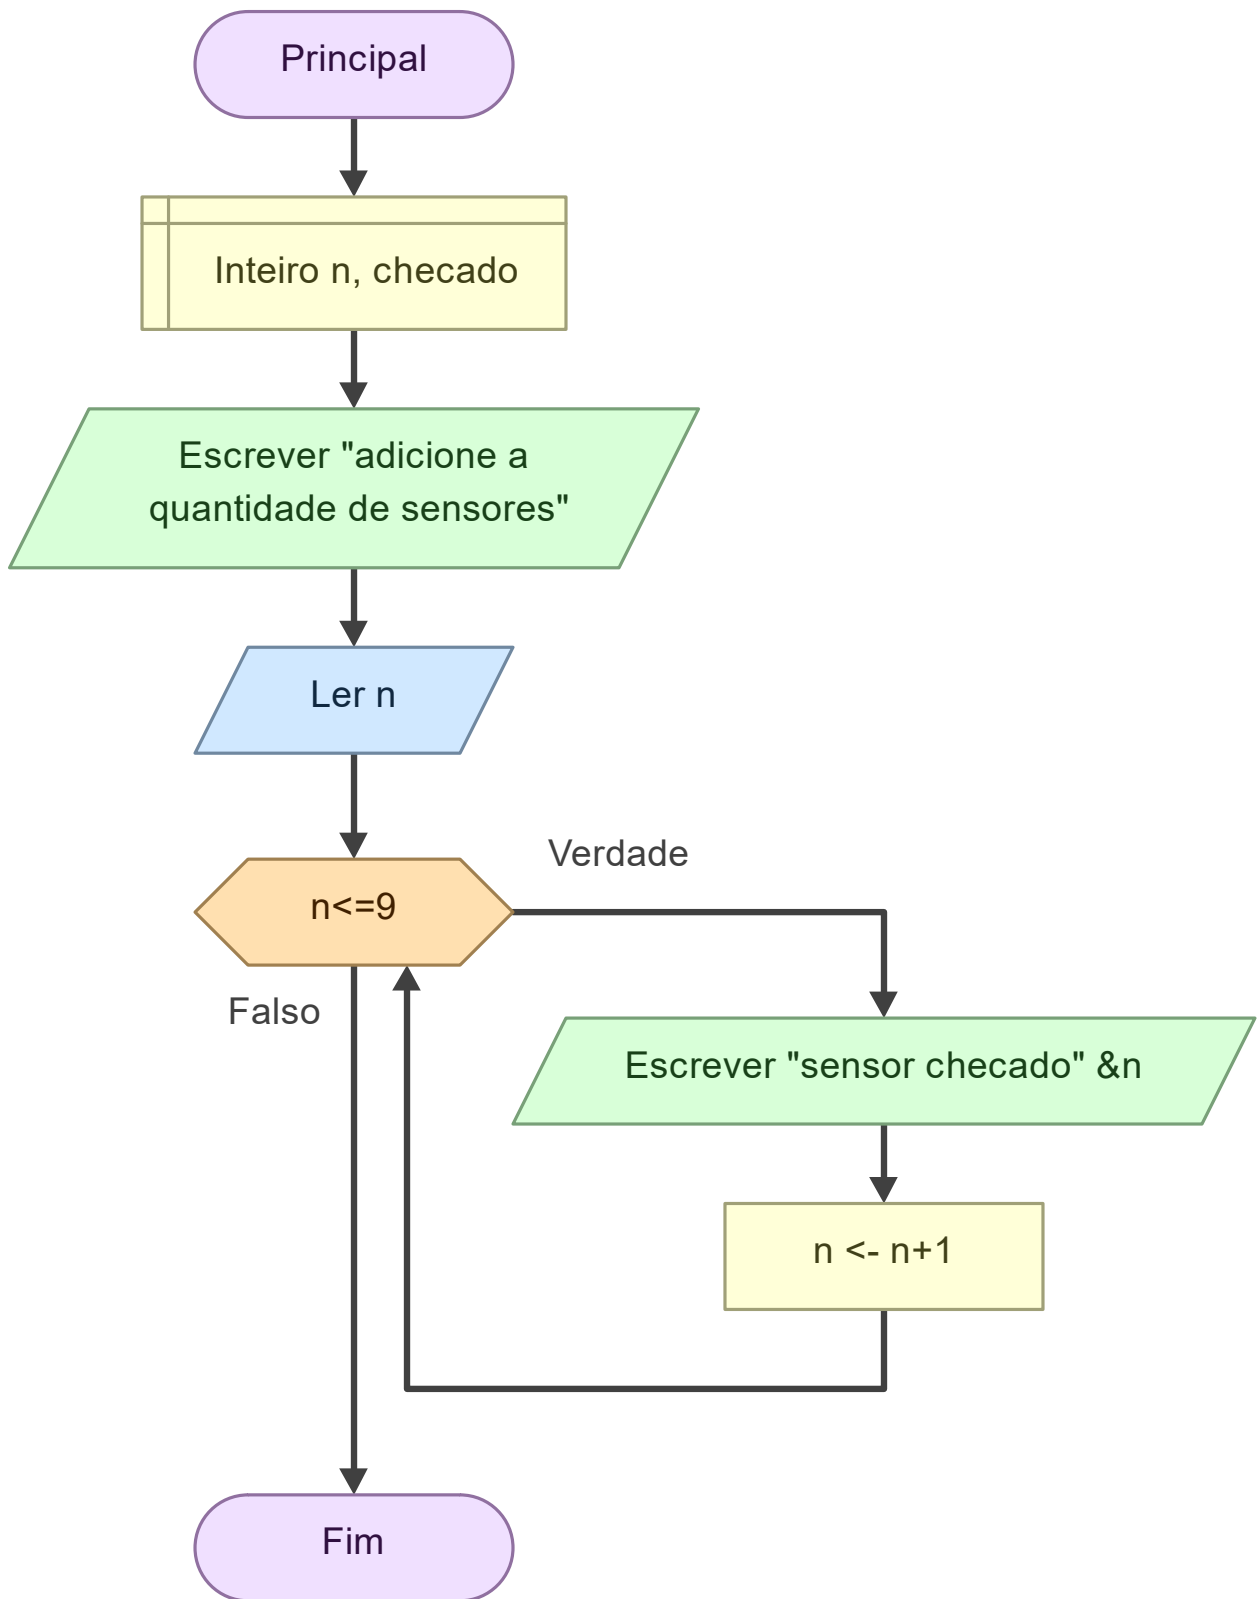 Principal
Inteiro n, checado
Escrever "adicione a
quantidade de sensores"
Ler n
n<=9
Verdade
Falso
Escrever "sensor checado" &n
n <- n+1
Fim